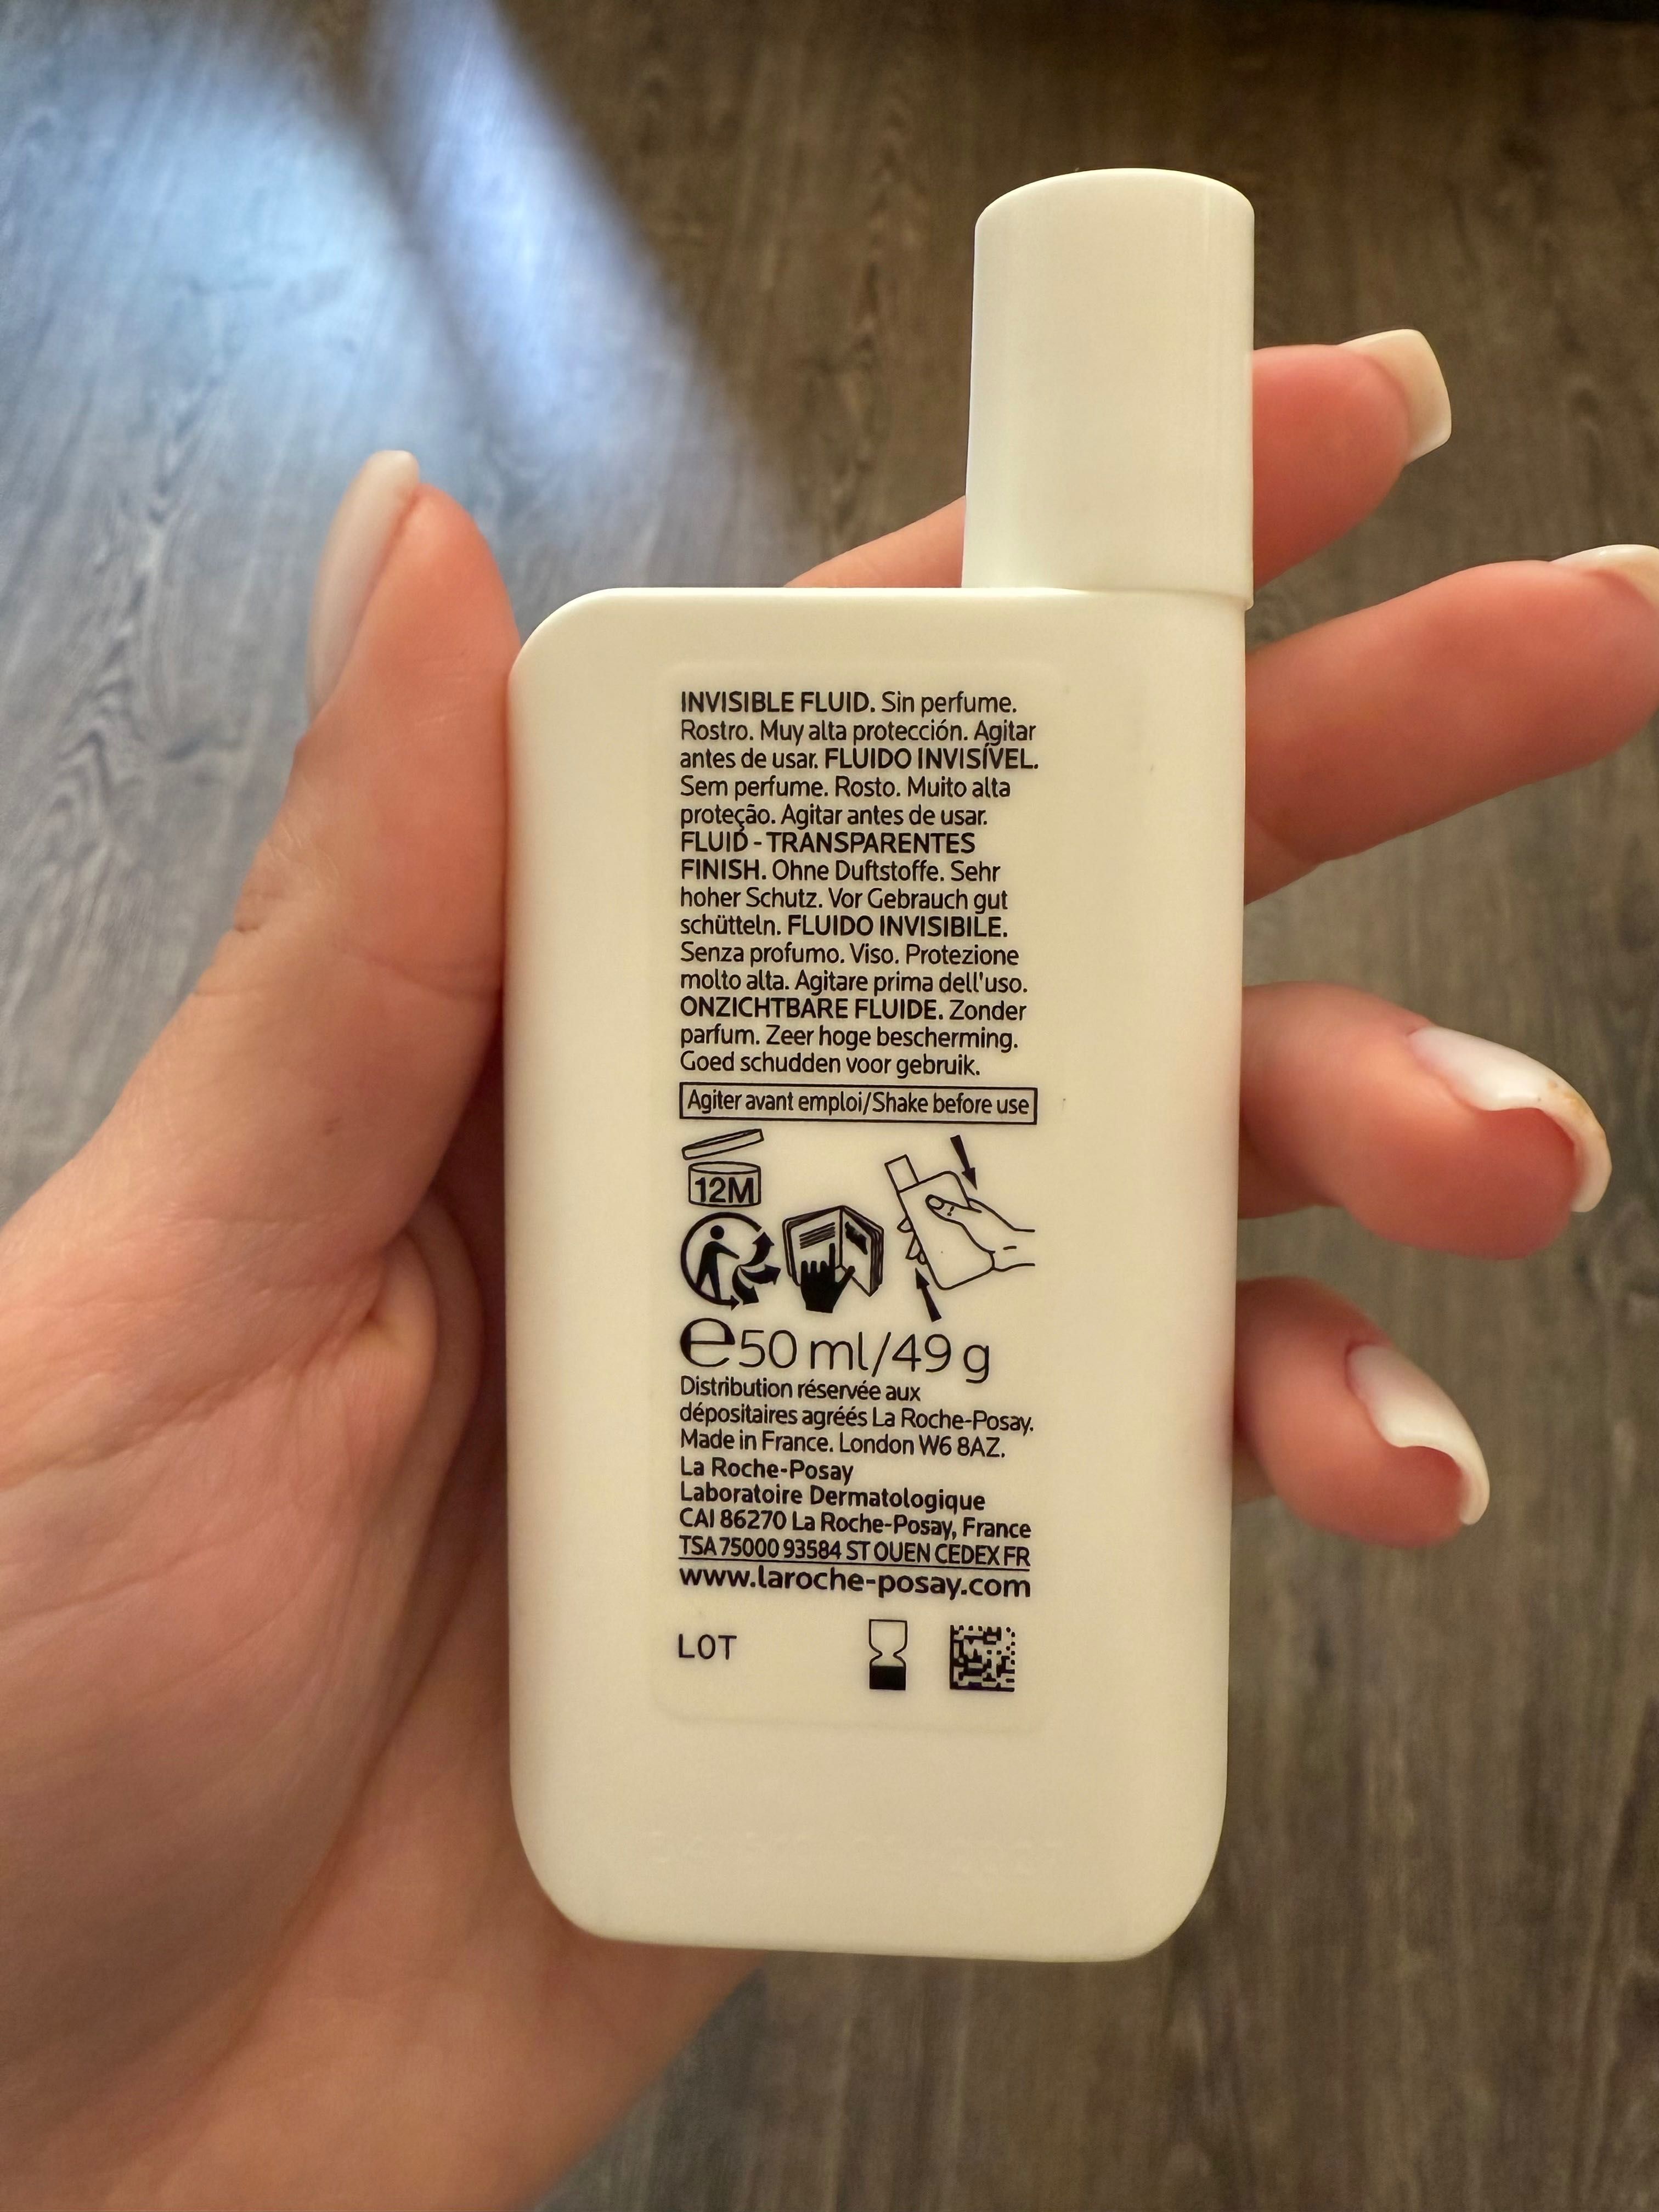 INVISIBLE FLUID. Sin perfume.
Rostro. Muy alta protección. Agitar
antes de usar. FLUIDO INVISÍVEL.
Sem perfume. Rosto. Muito alta
proteção. Agitar antes de usar.
FLUID - TRANSPARENTES
FINISH. Ohne Duftstoffe. Sehr
hoher Schutz. Vor Gebrauch gut
schütteln. FLUIDO INVISIBILE.
Senza profumo. Viso. Protezione
molto alta. Agitare prima dell'uso.
ONZICHTBARE FLUIDE. Zonder
parfum. Zeer hoge bescherming.
Goed schudden voor gebruik.
Agiter avant emploi/Shake before use
12M
℮50 ml/49 g
Distribution réservée aux
dépositaires agréés La Roche-Posay.
Made in France. London W6 8AZ.
La Roche-Posay
Laboratoire Dermatologique
CAI 86270 La Roche-Posay, France
TSA 75000 93584 ST OUEN CEDEX FR
www.laroche-posay.com
LOT